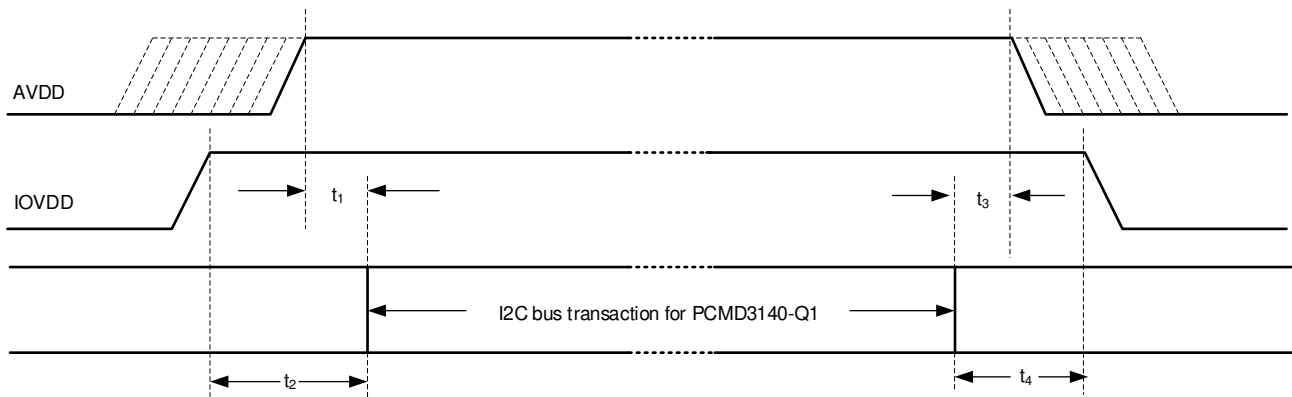 AVDD
IOVDD
t1
t3
I2C bus transaction for PCMD3140-Q1
t2
t4